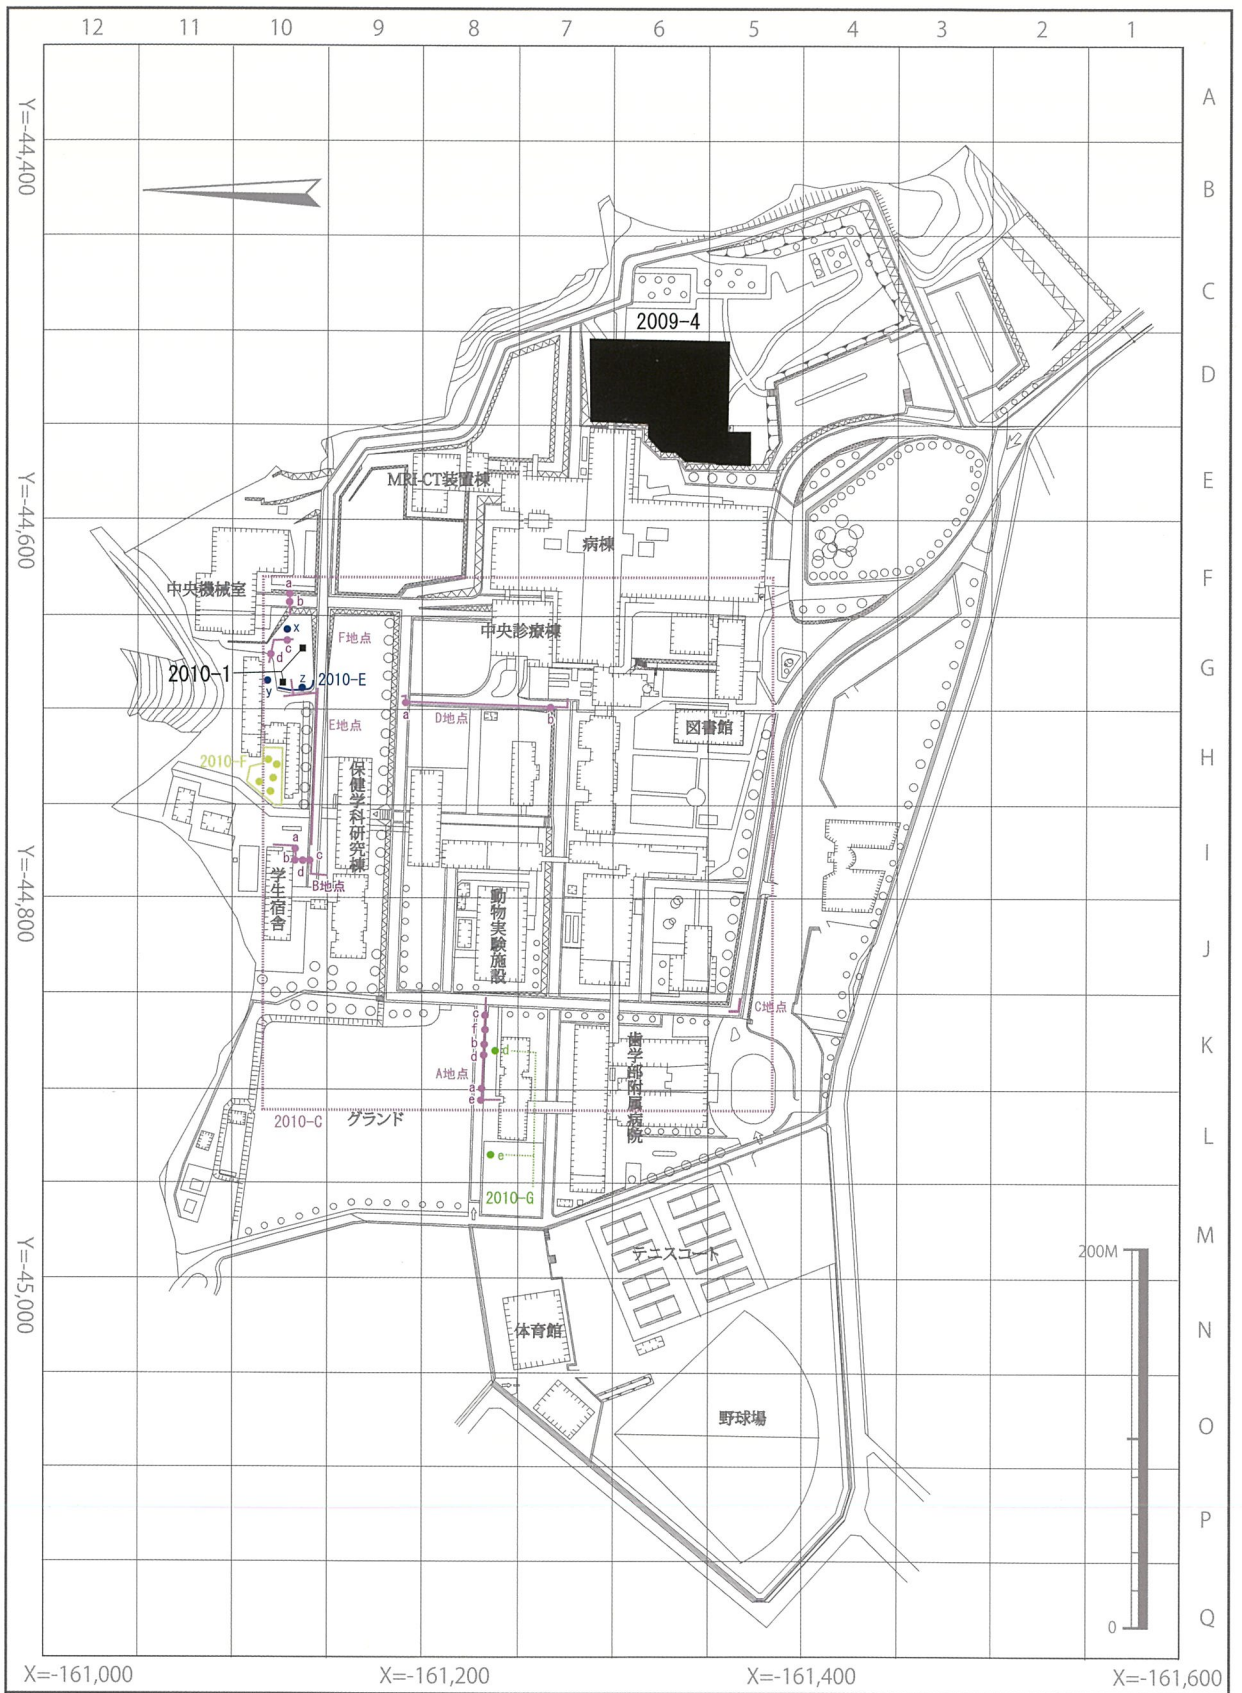 12 11 10 9 8 7 6 5 4 3 2 1
A
Y=-44,400
B
C
2009-4
D
MRI-CT装置棟
E
Y=-44,600
病棟
中央機械室
a
F
b
x
F地点
中央診療棟
c
d
G
2010-1
z
2010-E
y
a
D地点
b
E地点
図書館
2010-F
H
保健学科研究棟
a
I
b
c
d
B地点
学生宿舎
Y=-44,800
動物実験施設
J
c
C地点
f
歯学部附属病院
b
d
K
d
A地点
a
e
2010-C
グランド
L
e
2010-G
M
テニスコート
200M
Y=-45,000
体育館
N
野球場
O
P
Q
0
X=-161,000 X=-161,200 X=-161,400 X=-161,600